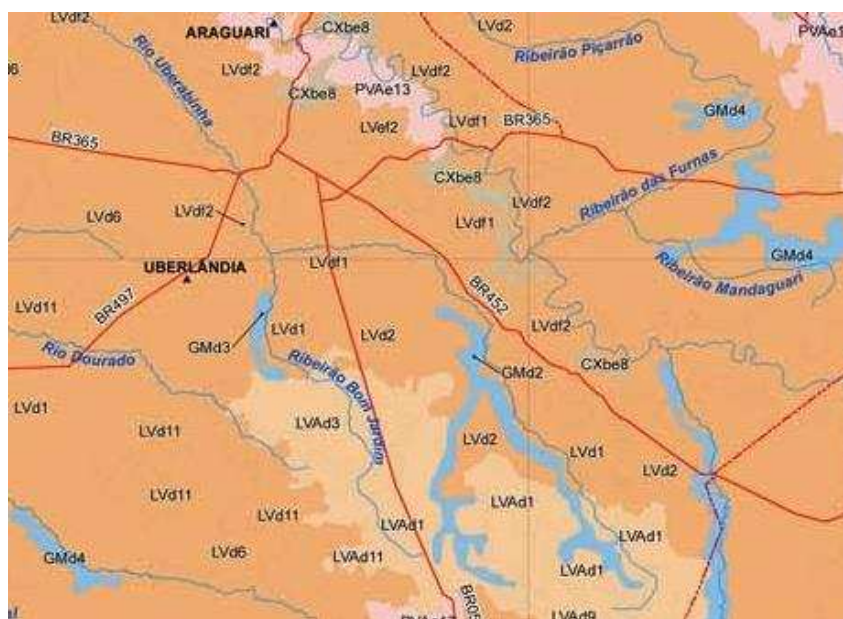 LVdf2
ARAGUARI
CXbe8
LVd2
Ribeirão Piçarrão
PVAe1
Rio Uberabinha
LVdf2
LVdf2
PVAe13
CXbe8
GMd4
LVef2
LVdf1
BR365
BR365
CXbe8
Ribeirão das Furnas
LVdf2
LVd6
LVdf2
LVdf1
UBERLÂNDIA
LVdf1
GMd4
Ribeirão Mandaguari
BR452
BR497
LVd11
LVd1
LVd2
LVdf2
Rio Dourado
GMd3
Ribeirão Bom Jardim
GMd2
CXbe8
LVd1
LVAd3
LVd11
LVd2
LVd1
LVd2
LVd11
LVAd1
LVd11
LVAd1
LVAd1
LVd6
LVAd11
GMd4
LVAd1
LVAd9